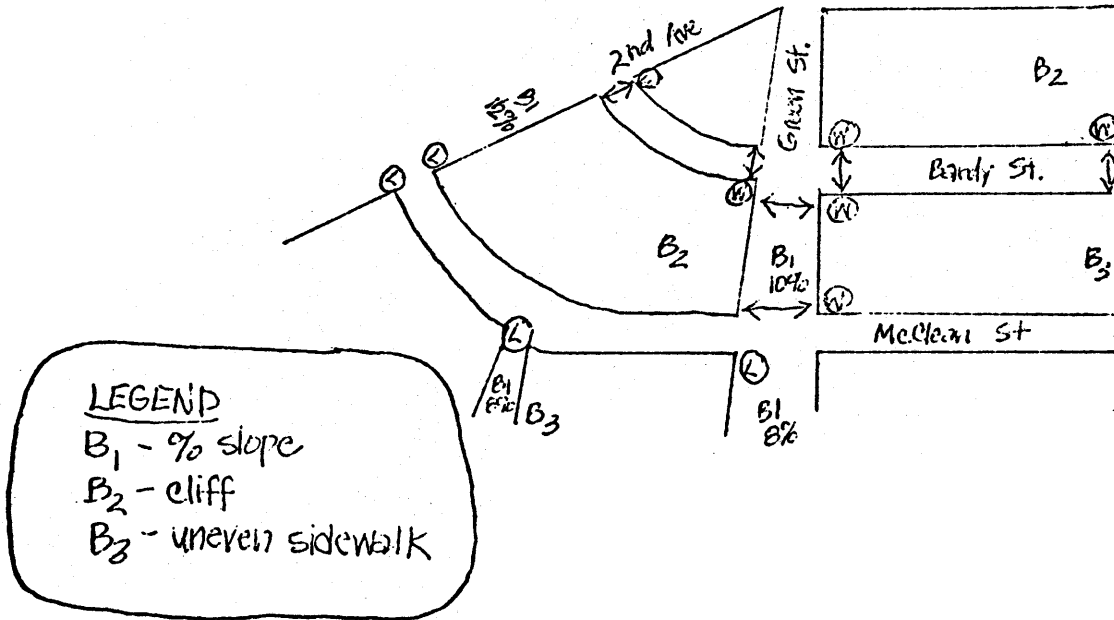 2nd Ave
Green St.
B2
B1
W
W
W
Bandy St.
L
L
W
W
B2
B1
10%
B3
W
McClean St
L
L
B1
B3
B1
8%
LEGEND
B1 - % slope
B2 - cliff
B3 - uneven sidewalk